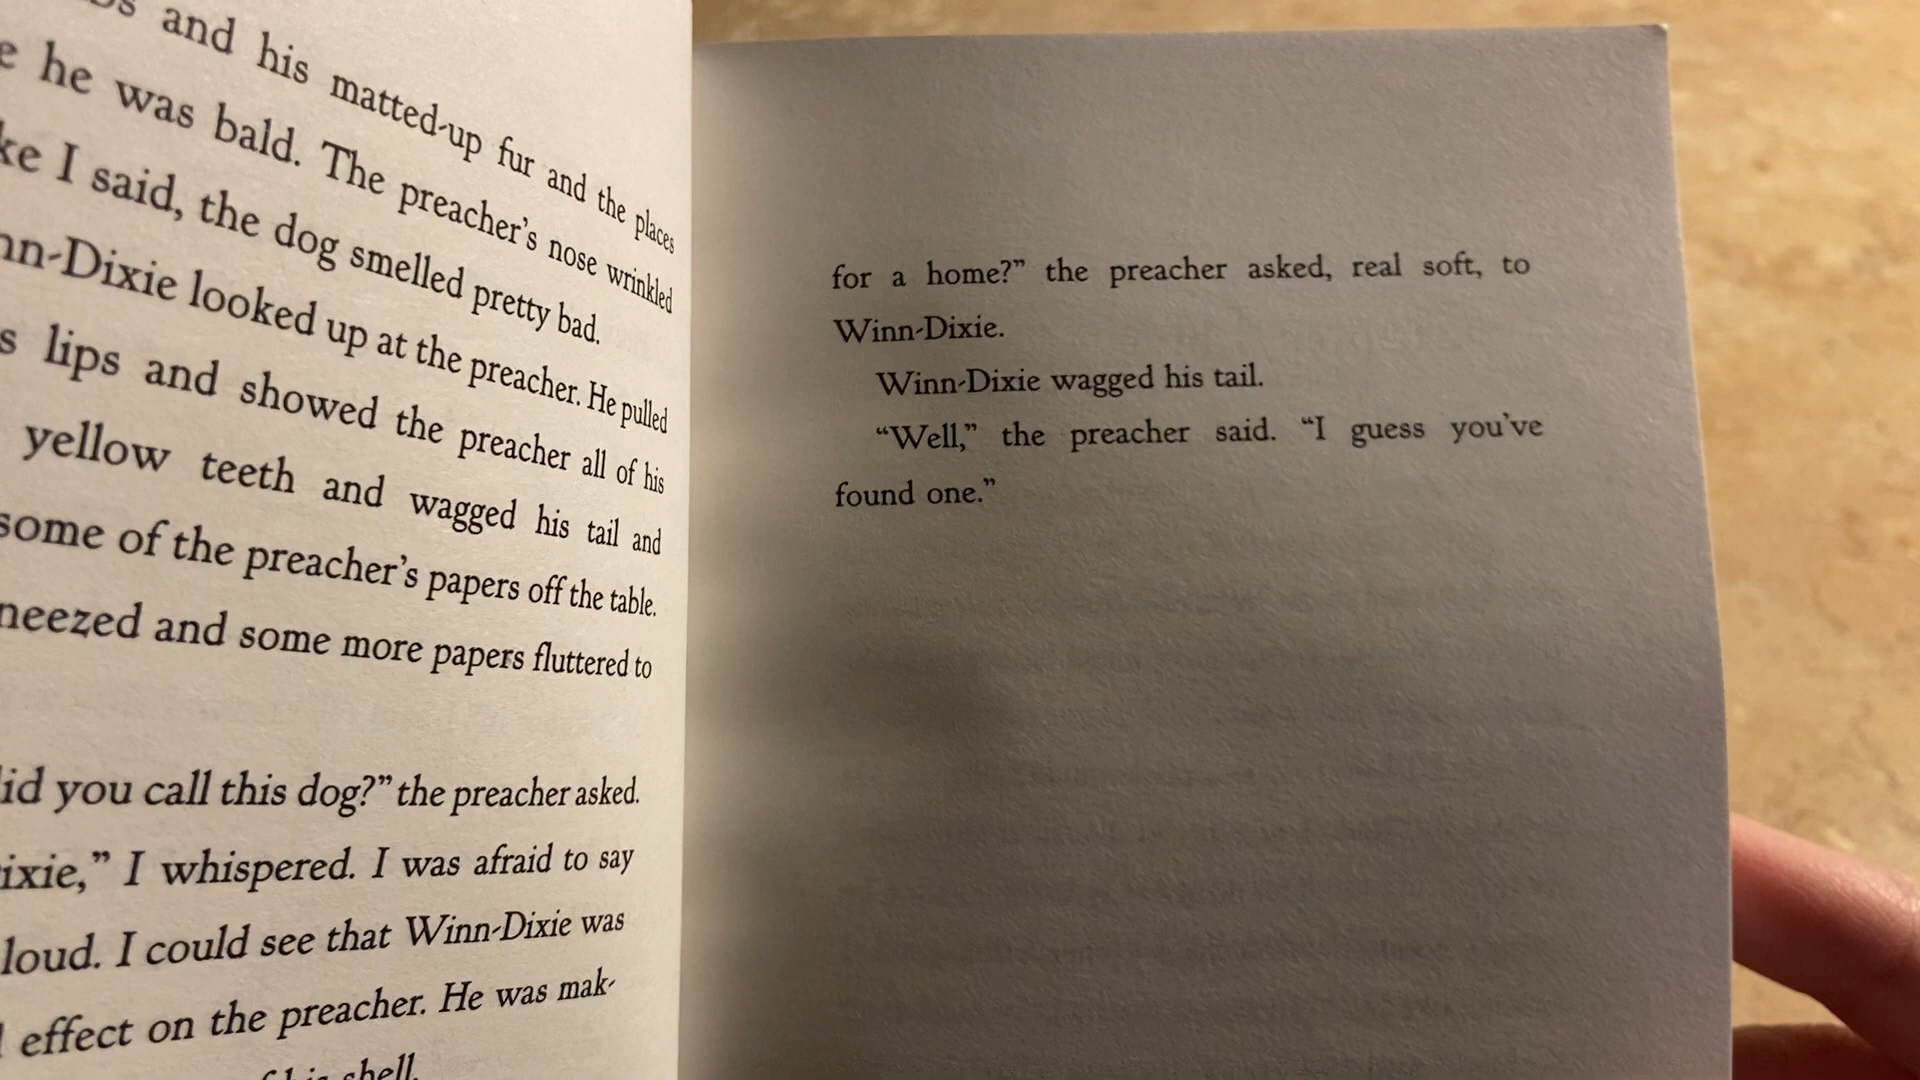 and his matted-up fur and the places
he was bald. The preacher's nose wrinkled
I said, the dog smelled pretty bad.
looked up at the preacher. He pulled
lips and showed the preacher all of his
yellow teeth and wagged his tail and
some of the preacher's papers off the table.
and some more papers fluttered to
you call this dog?" the preacher asked.
I whispered. I was afraid to say
loud. I could see that Winn-Dixie was
effect on the preacher. He was mak-
shell.
for a home?" the preacher asked, real soft, to
Winn-Dixie.
Winn-Dixie wagged his tail.
"Well," the preacher said. "I guess you've
found one."